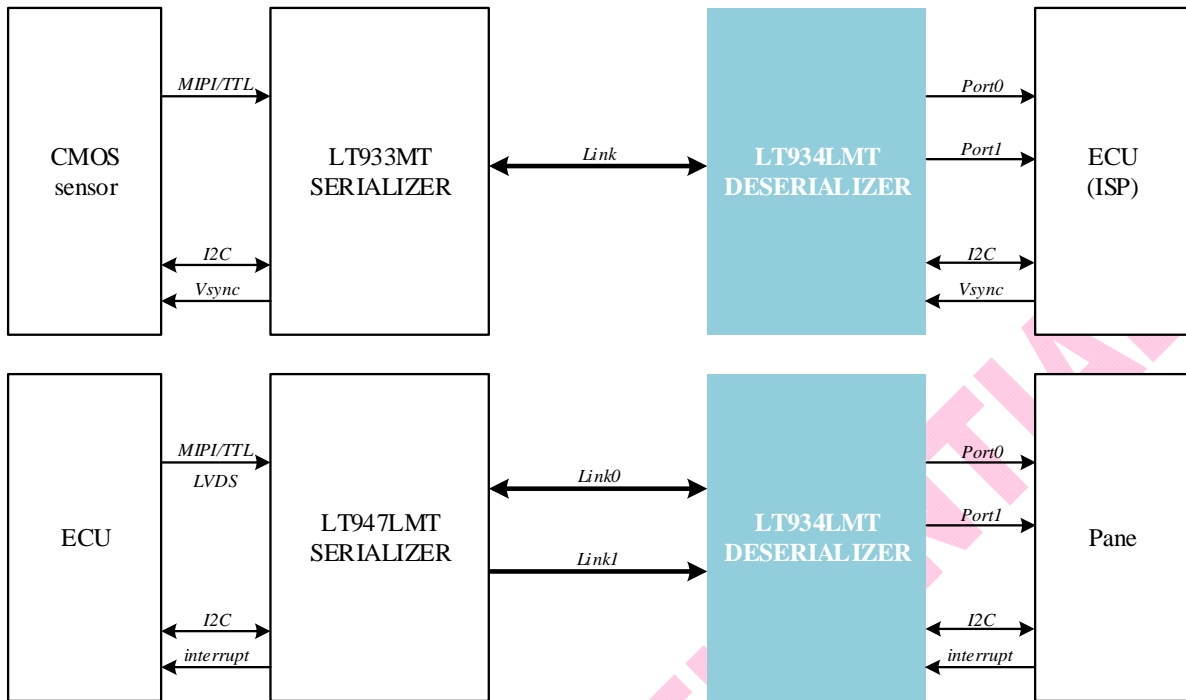 MIPI/TTL
Port0
CMOS
sensor
LT933MT
SERIALIZER
Link
LT934LMT
DESERIALIZER
Port1
ECU
(ISP)
I2C
Vsync
I2C
Vsync
MIPI/TTL
LVDS
Port0
Link0
ECU
LT947LMT
SERIALIZER
Link1
LT934LMT
DESERIALIZER
Port1
Pane
I2C
interrupt
I2C
interrupt